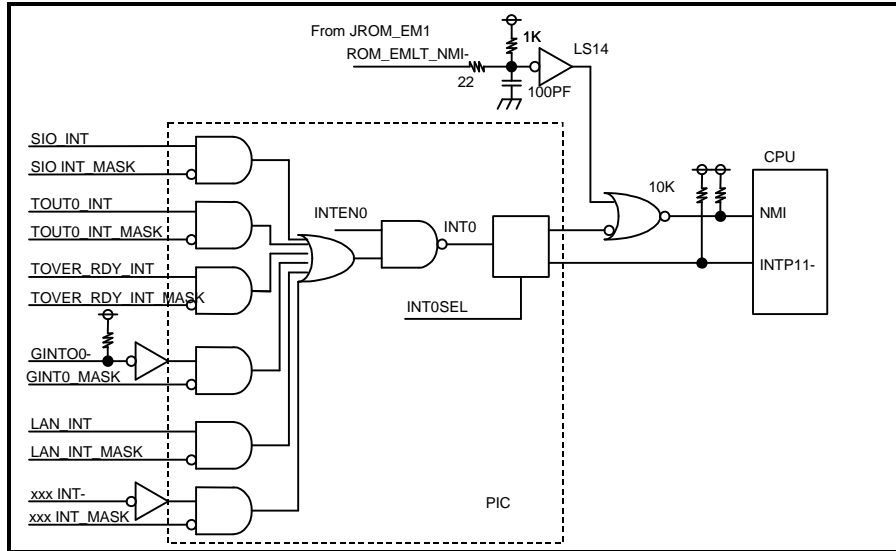 From JROM_EM1
1K
LS14
ROM_EMLT_NMI-
22
100PF
SIO_INT
SIO INT_MASK
CPU
TOUT0_INT
10K
INTEN0
INT0
NMI
TOUT0_INT_MASK
TOVER_RDY_INT
INTP11-
TOVER_RDY_INT_MASK
INT0SEL
GINTO0-
GINT0_MASK
LAN_INT
LAN_INT_MASK
xxx INT-
PIC
xxx INT_MASK